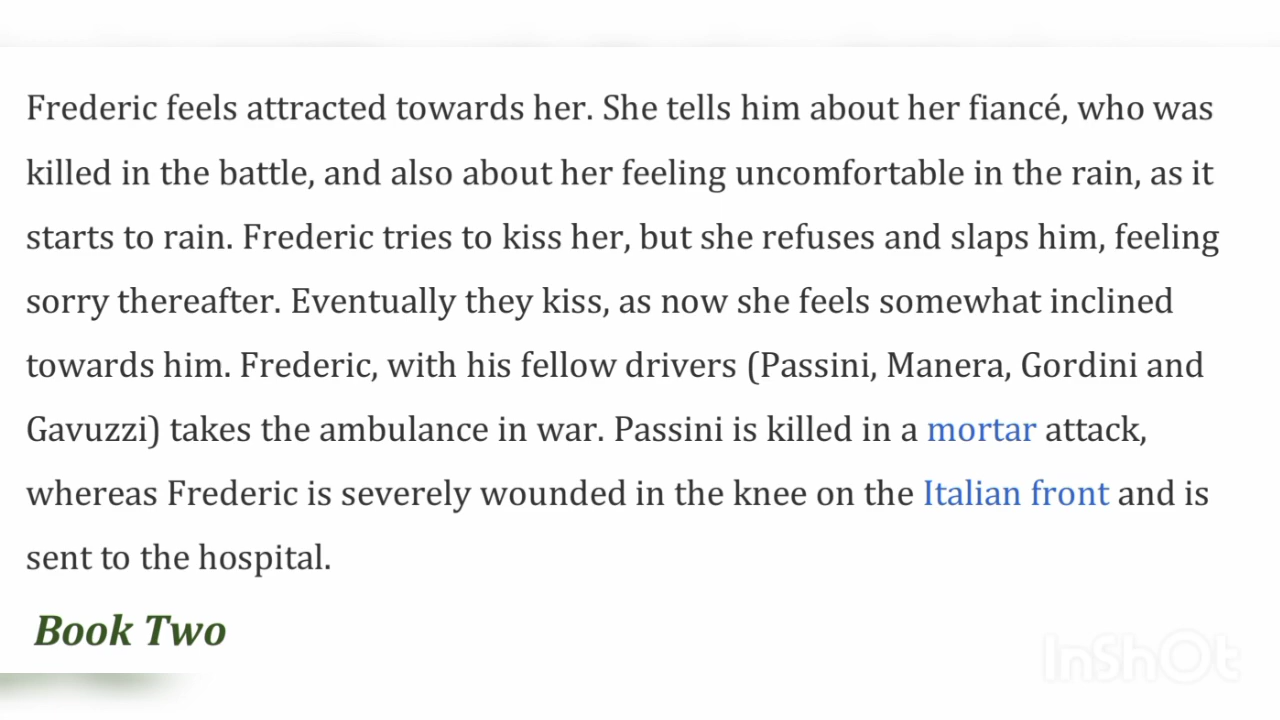 Frederic feels attracted towards her. She tells him about her fiancé, who was
killed in the battle, and also about her feeling uncomfortable in the rain, as it
starts to rain. Frederic tries to kiss her, but she refuses and slaps him, feeling
sorry thereafter. Eventually they kiss, as now she feels somewhat inclined
towards him. Frederic, with his fellow drivers (Passini, Manera, Gordini and
Gavuzzi) takes the ambulance in war. Passini is killed in a mortar attack,
whereas Frederic is severely wounded in the knee on the Italian front and is
sent to the hospital.
Book Two
InShOt